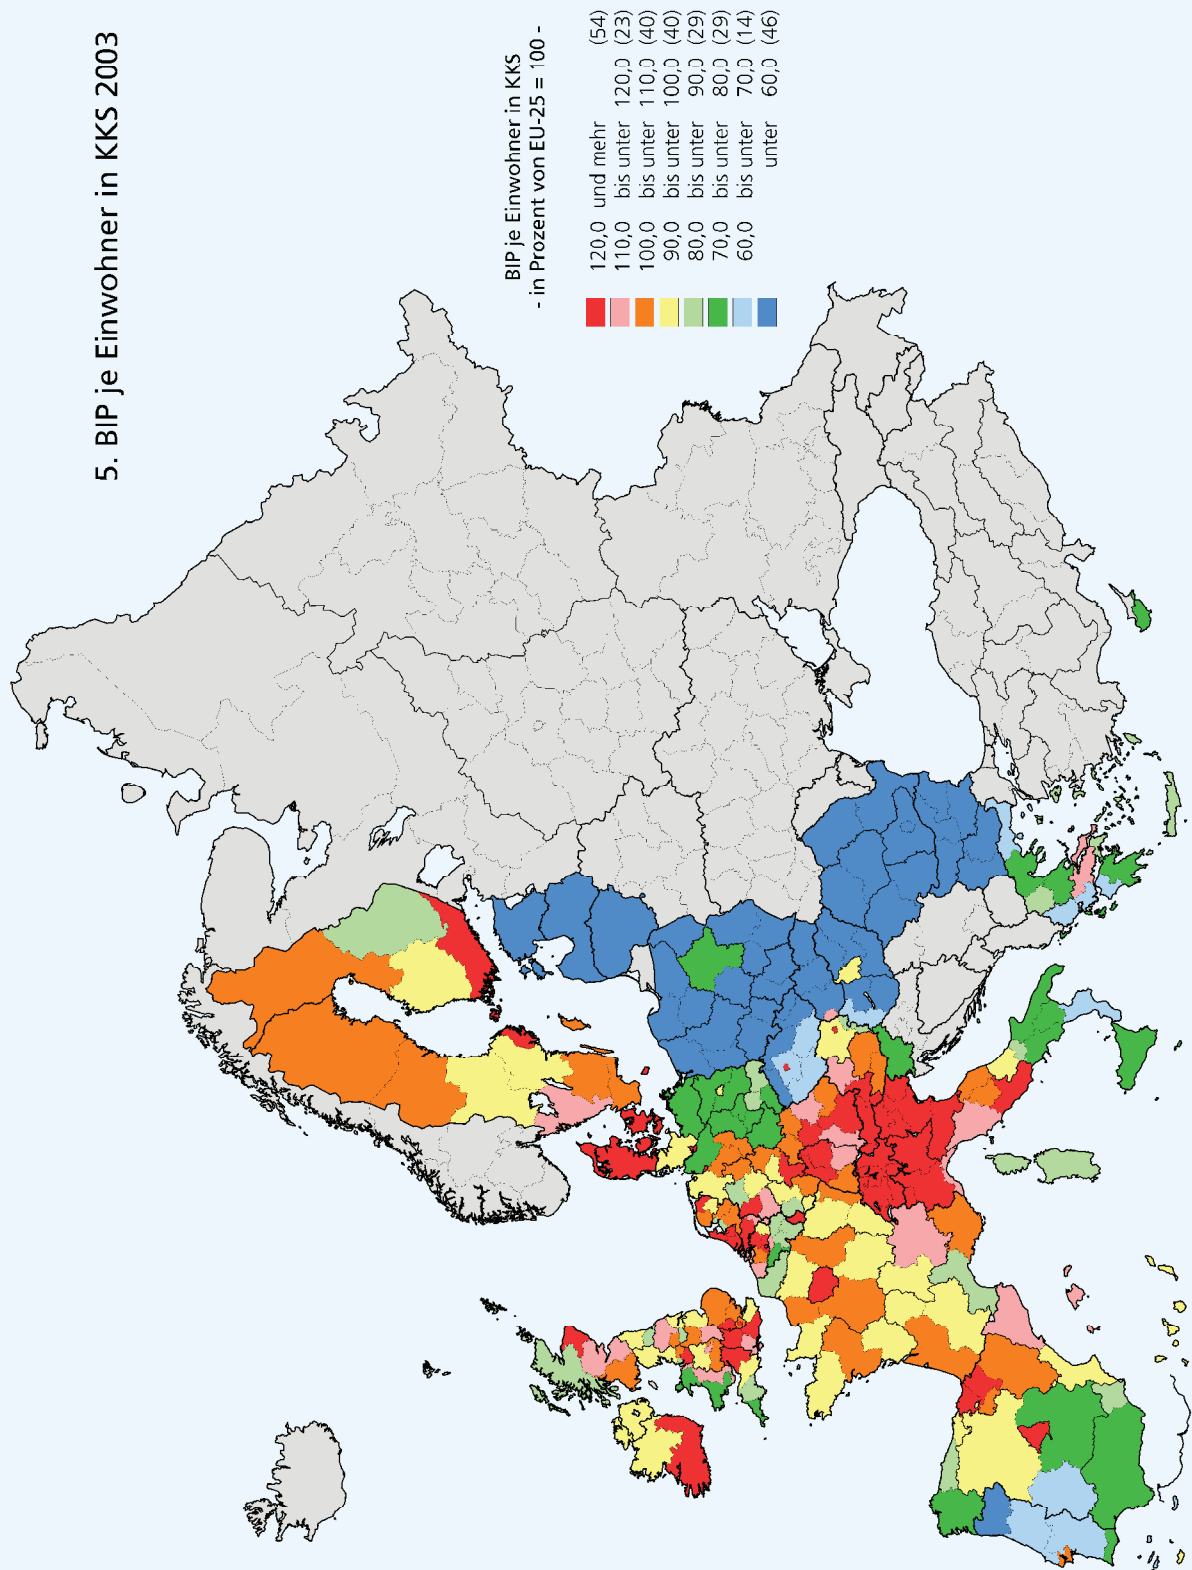 5. BIP je Einwohner in KKS 2003
BIP je Einwohner in KKS
- in Prozent von EU-25 = 100 -
120,0 und mehr (54)
110,0 bis unter 120,0 (23)
100,0 bis unter 110,0 (40)
90,0 bis unter 100,0 (40)
80,0 bis unter 90,0 (29)
70,0 bis unter 80,0 (29)
60,0 bis unter 70,0 (14)
unter 60,0 (46)